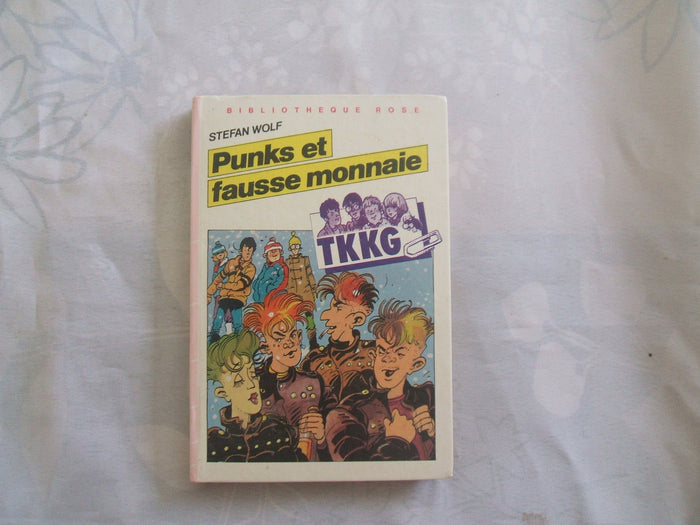 BIBLIOTHEQUE ROSE
STEFAN WOLF
Punks et
fausse monnaie
TKKG